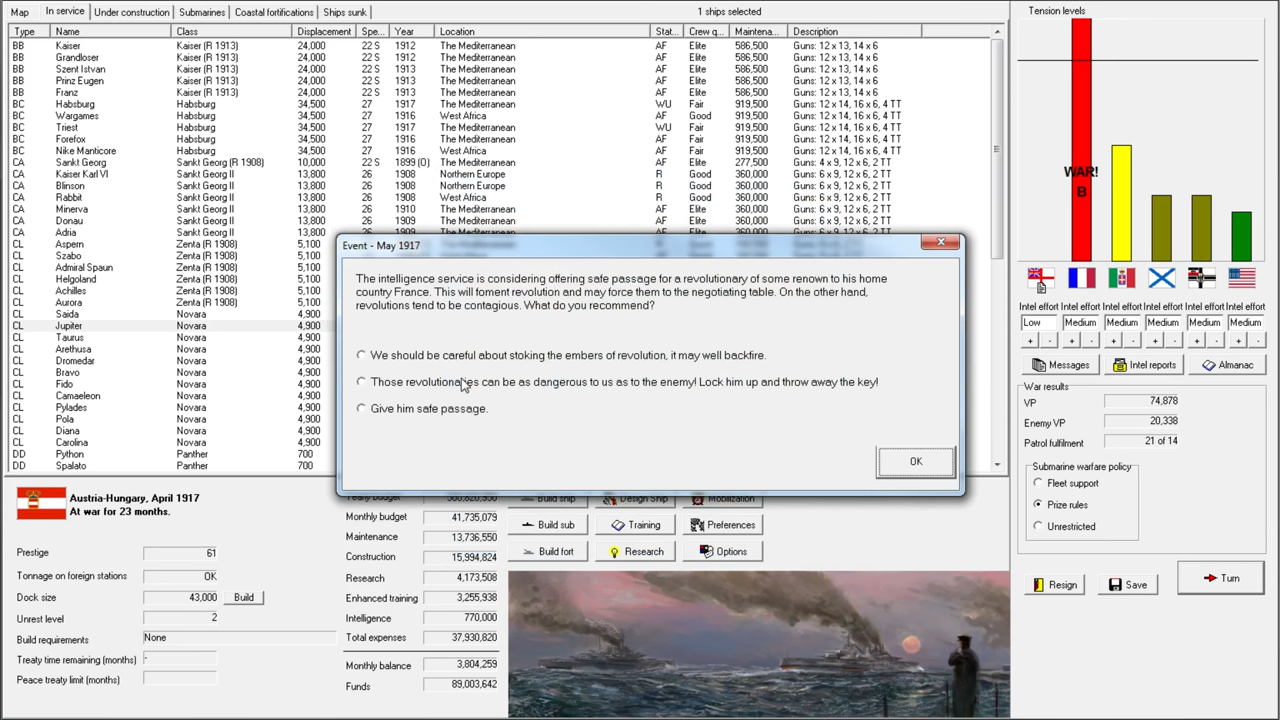 Map In service Under construction Submarines Coastal fortifications Ships sunk 1 ships selected
Type Name Class Displacement Spe... Year Location Stat... Crew q... Maintena... Description
BB Kaiser Kaiser (R 1913) 24,000 22 S 1912 The Mediterranean AF Elite 586,500 Guns: 12 x 13, 14 x 6
BB Grandloser Kaiser (R 1913) 24,000 22 S 1912 The Mediterranean AF Elite 586,500 Guns: 12 x 13, 14 x 6
BB Szent Istvan Kaiser (R 1913) 24,000 22 S 1913 The Mediterranean AF Elite 586,500 Guns: 12 x 13, 14 x 6
BB Prinz Eugen Kaiser (R 1913) 24,000 22 S 1913 The Mediterranean AF Elite 586,500 Guns: 12 x 13, 14 x 6
BB Franz Kaiser (R 1913) 24,000 22 S 1913 The Mediterranean AF Elite 586,500 Guns: 12 x 13, 14 x 6
BC Habsburg Habsburg 34,500 27 1917 The Mediterranean WU Fair 919,500 Guns: 12 x 14, 16 x 6, 4 TT
BC Wargames Habsburg 34,500 27 1916 West Africa AF Good 919,500 Guns: 12 x 14, 16 x 6, 4 TT
BC Triest Habsburg 34,500 27 1917 The Mediterranean WU Fair 919,500 Guns: 12 x 14, 16 x 6, 4 TT
BC Forefox Habsburg 34,500 27 1916 The Mediterranean AF Fair 919,500 Guns: 12 x 14, 16 x 6, 4 TT
BC Nike Manticore Habsburg 34,500 27 1916 West Africa AF Fair 919,500 Guns: 12 x 14, 16 x 6, 4 TT
CA Sankt Georg Sankt Georg (R 1908) 10,000 22 S 1899 (O) The Mediterranean AF Elite 277,500 Guns: 4 x 9, 12 x 6, 2 TT
CA Kaiser Karl VI Sankt Georg II 13,800 26 1908 Northern Europe R Good 360,000 Guns: 6 x 9, 12 x 6, 2 TT
CA Blinson Sankt Georg II 13,800 26 1908 Northern Europe R Good 360,000 Guns: 6 x 9, 12 x 6, 2 TT
CA Rabbit Sankt Georg II 13,800 26 1908 West Africa R Good 360,000 Guns: 6 x 9, 12 x 6, 2 TT
CA Minerva Sankt Georg II 13,800 26 1910 The Mediterranean AF Good 360,000 Guns: 6 x 9, 12 x 6, 2 TT
CA Donau Sankt Georg II 13,800 26 1909 The Mediterranean AF Good 360,000 Guns: 6 x 9, 12 x 6, 2 TT
CA Adria Sankt Georg II 13,800 26 1909 The Mediterranean AF Good 360,000 Guns: 6 x 9, 12 x 6, 2 TT
CL Aspern Zenta (R 1908) 5,100
CL Szabo Zenta (R 1908) 5,100
CL Admiral Spaun Zenta (R 1908) 5,100
CL Helgoland Zenta (R 1908) 5,100
CL Achilles Zenta (R 1908) 5,100
CL Aurora Zenta (R 1908) 5,100
CL Saida Novara 4,900
CL Jupiter Novara 4,900
CL Taurus Novara 4,900
CL Arethusa Novara 4,900
CL Dromedar Novara 4,900
CL Bravo Novara 4,900
CL Fido Novara 4,900
CL Camaeleon Novara 4,900
CL Pylades Novara 4,900
CL Pola Novara 4,900
CL Diana Novara 4,900
CL Carolina Novara 4,900
DD Python Panther 700
DD Spalato Panther 700
Event - May 1917
The intelligence service is considering offering safe passage for a revolutionary of some renown to his home
country France. This will foment revolution and may force them to the negotiating table. On the other hand,
revolutions tend to be contagious. What do you recommend?
We should be careful about stoking the embers of revolution, it may well backfire.
Those revolutionaries can be as dangerous to us as to the enemy! Lock him up and throw away the key!
Give him safe passage.
OK
Tension levels
WAR!
B
Intel effort Intel effort Intel effort Intel effort Intel effort Intel effort
Low Medium Medium Medium Medium Medium
+ - + - + - + - + - + -
Messages Intel reports Almanac
War results
VP 74,878
Enemy VP 20,338
Patrol fulfilment 21 of 14
Submarine warfare policy
Fleet support
Prize rules
Unrestricted
Resign Save Turn
Austria-Hungary, April 1917
At war for 23 months.
Prestige 61
Tonnage on foreign stations OK
Dock size 43,000 Build
Unrest level 2
Build requirements None
Treaty time remaining (months) -
Peace treaty limit (months)
Monthly budget 41,735,079
Maintenance 13,736,550
Construction 15,994,824
Research 4,173,508
Enhanced training 3,255,938
Intelligence 770,000
Total expenses 37,930,820
Monthly balance 3,804,259
Funds 89,003,642
Build ship Design Ship Mobilization
Build sub Training Preferences
Build fort Research Options